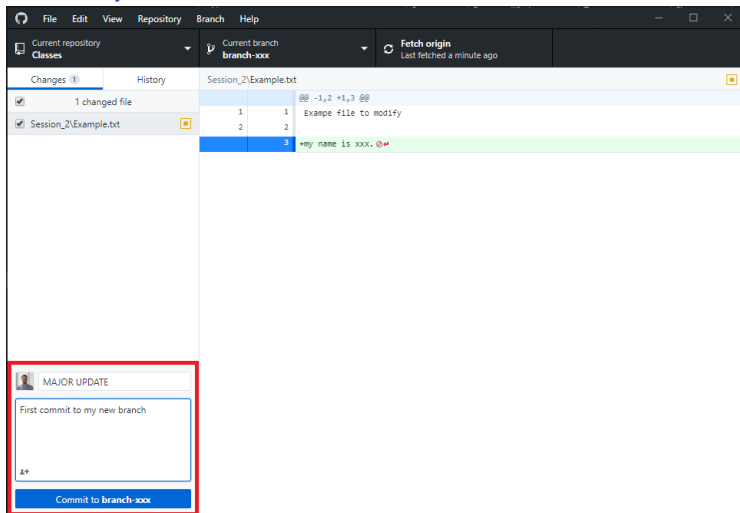 File Edit View Repository Branch Help
Current repository
Classes
Current branch
branch-xxx
Fetch origin
Last fetched a minute ago
Changes 1 History
1 changed file
Session_2\Example.txt
Session_2\Example.txt
@@ -1,2 +1,3 @@
1 1 Exampe file to modify
2 2
3 +my name is xxx.
MAJOR UPDATE
First commit to my new branch
Commit to branch-xxx